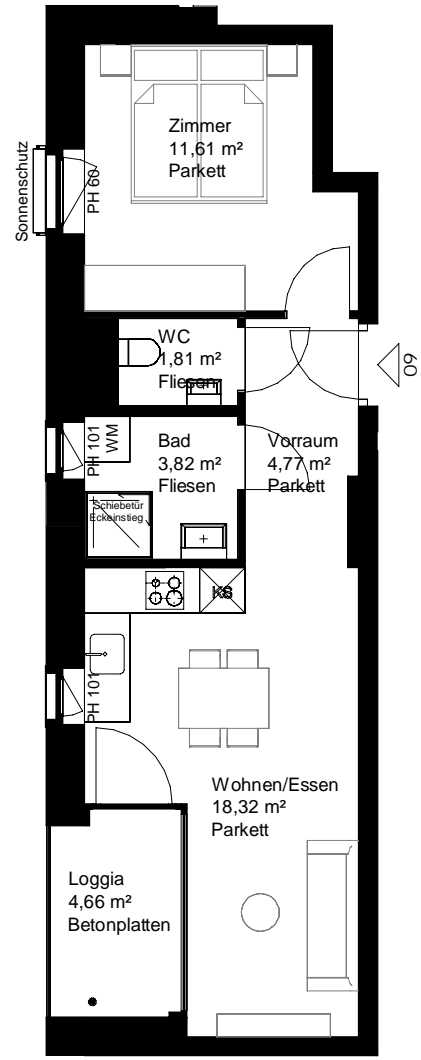 Zimmer
11,61 m²
Parkett
Sonnenschutz
PH 60
WC
1,81 m²
Fliesen
09
PH 101
WM
Bad
3,82 m²
Fliesen
Vorraum
4,77 m²
Parkett
Schiebetür
Eckeinstieg
KS
PH 101
Wohnen/Essen
18,32 m²
Parkett
Loggia
4,66 m²
Betonplatten